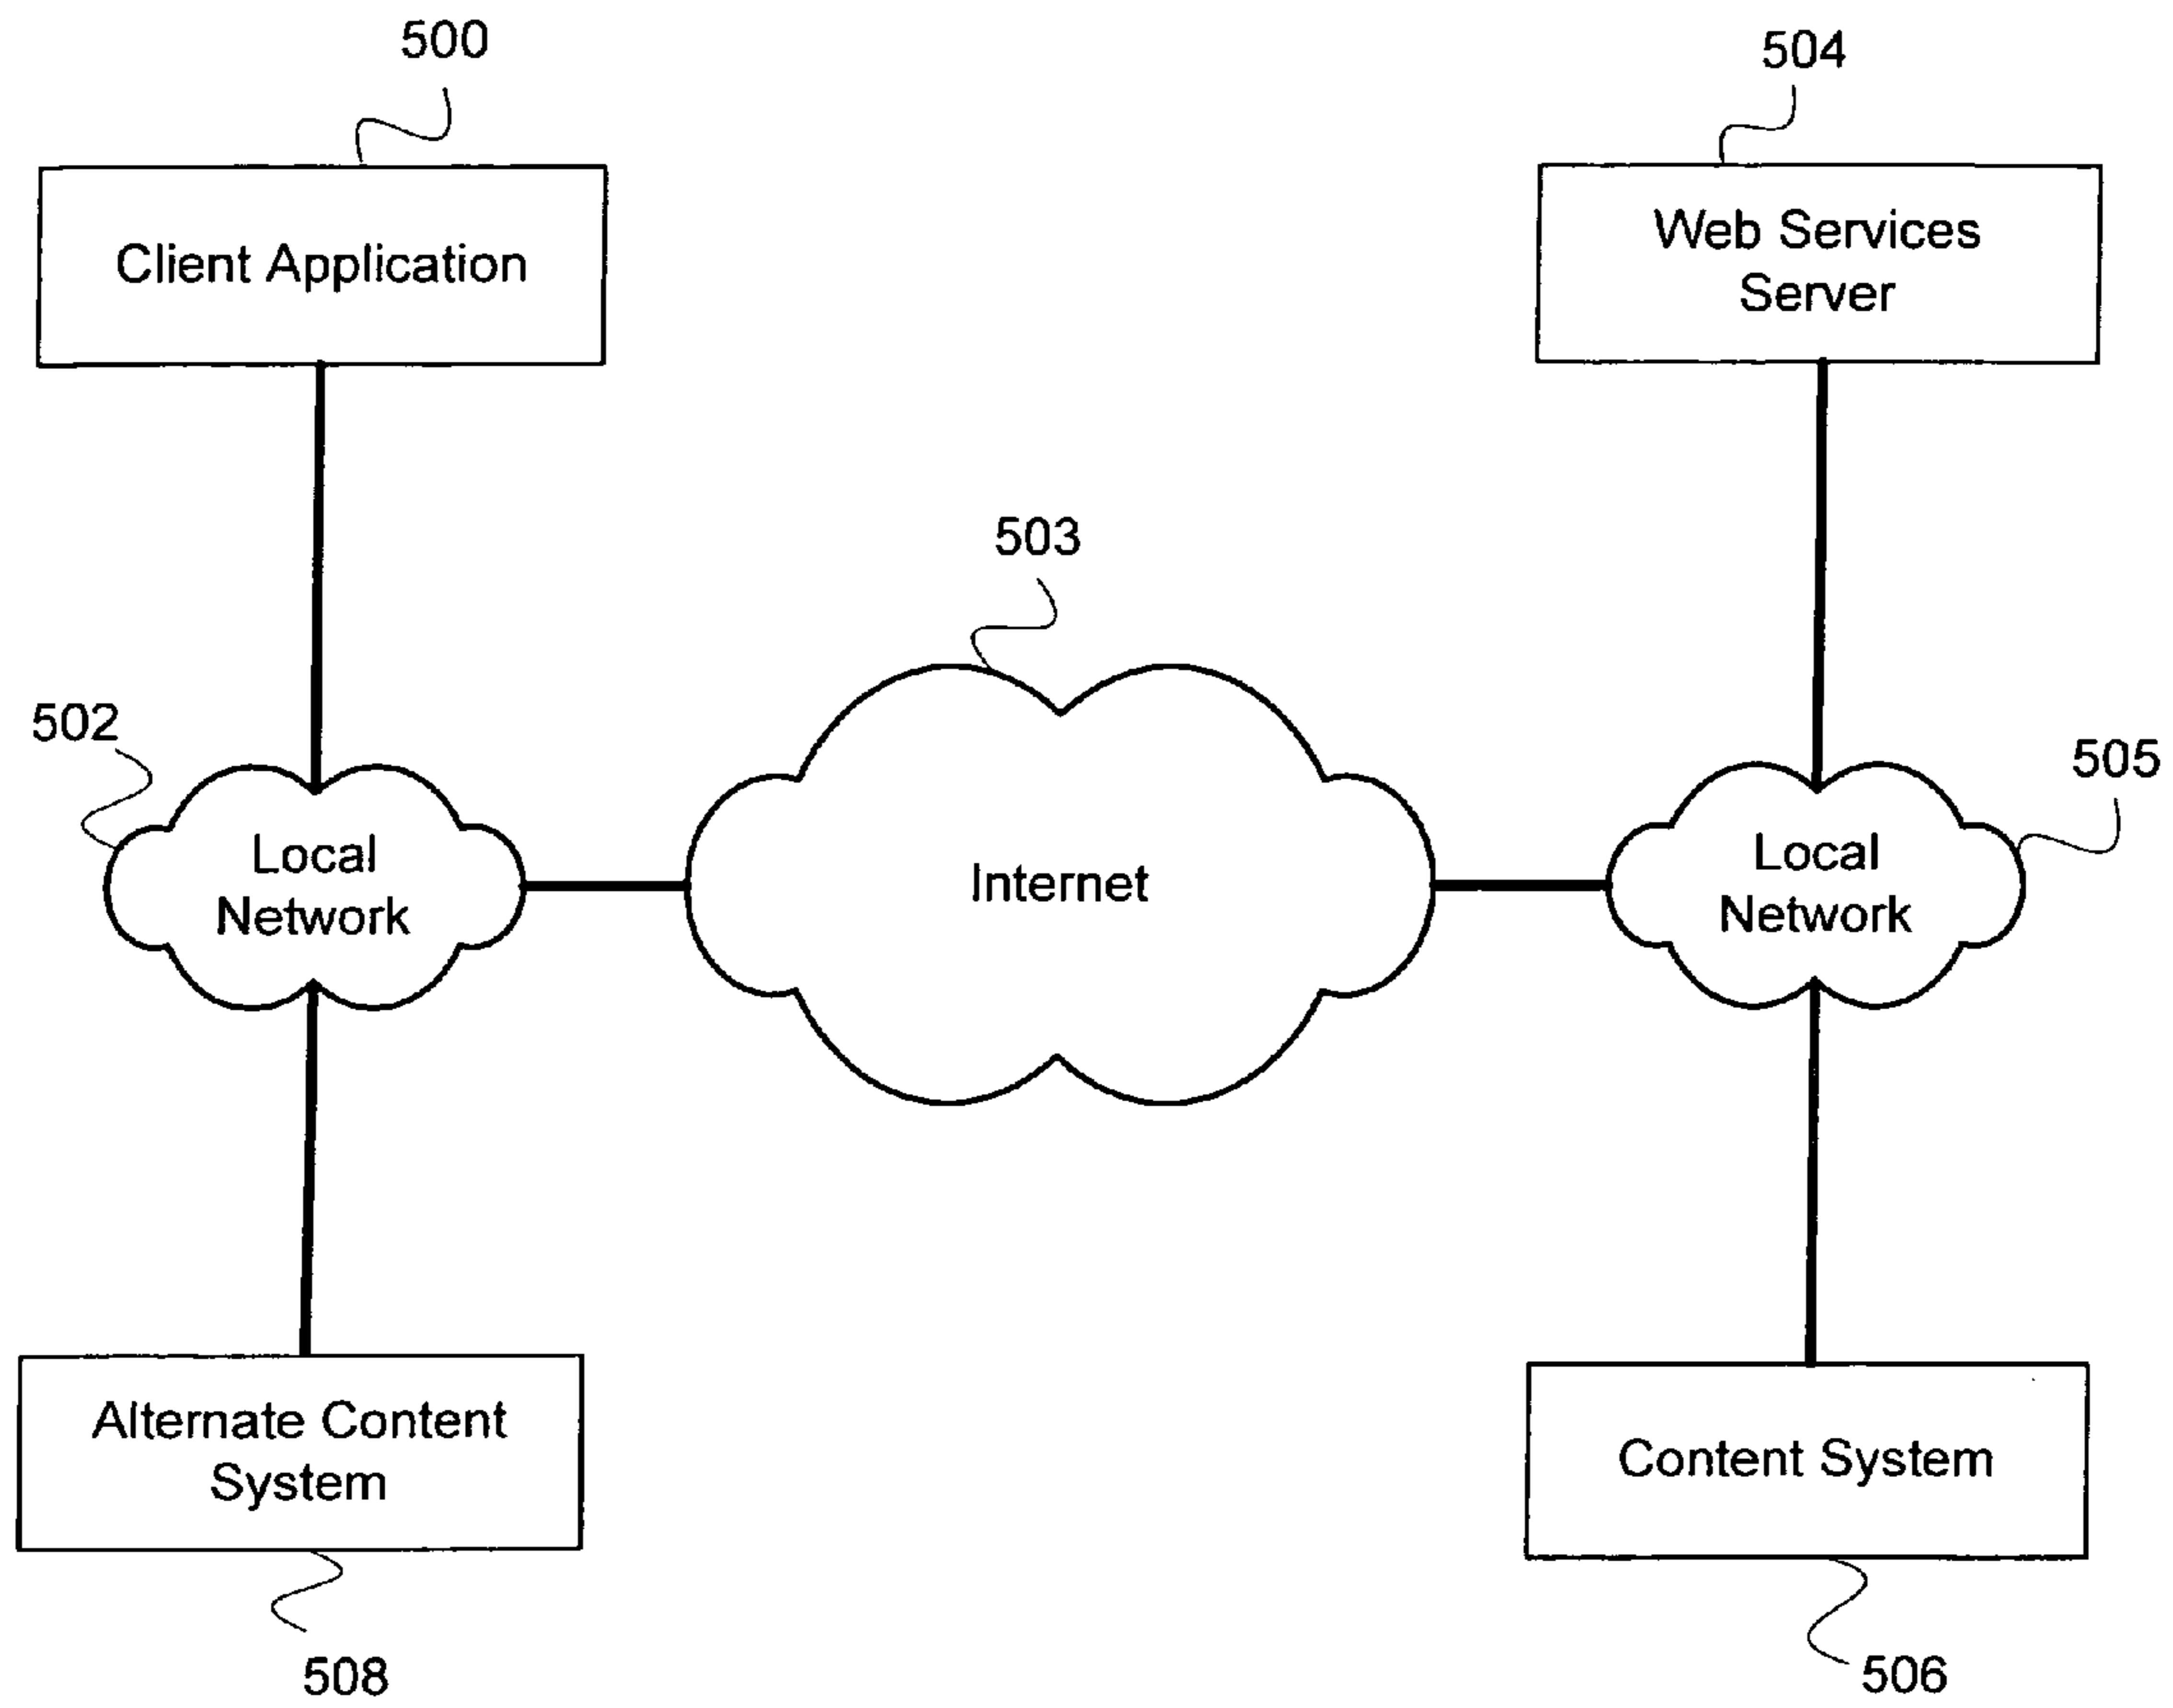 500
504
Client Application
Web Services
Server
503
502
505
Local
Network
Internet
Local
Network
Alternate Content
System
Content System
508
506